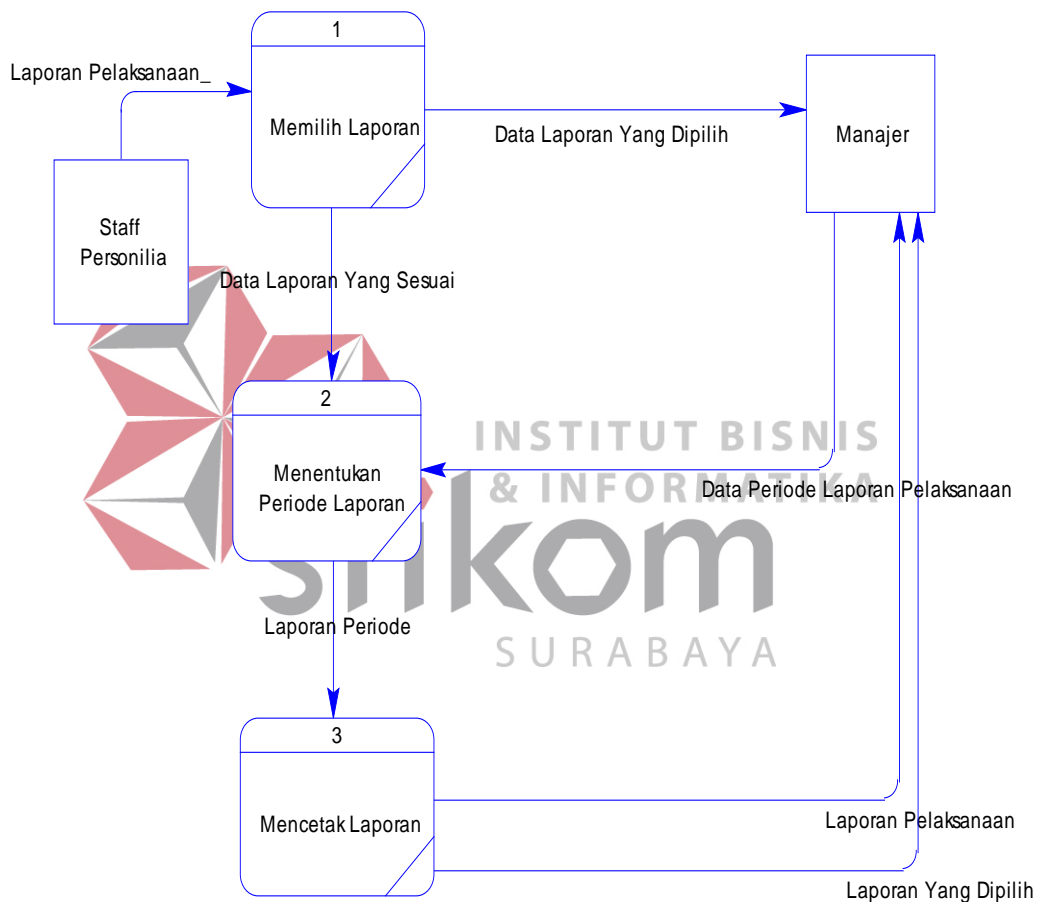 1
Laporan Pelaksanaan_
Memilih Laporan
Data Laporan Yang Dipilih
Manajer
Staff
Personilia
Data Laporan Yang Sesuai
2
Menentukan
Periode Laporan
INSTITUT BISNIS
& INFORMATIKA
Data Periode Laporan Pelaksanaan
stikom
SURABAYA
Laporan Periode
3
Mencetak Laporan
Laporan Pelaksanaan
Laporan Yang Dipilih